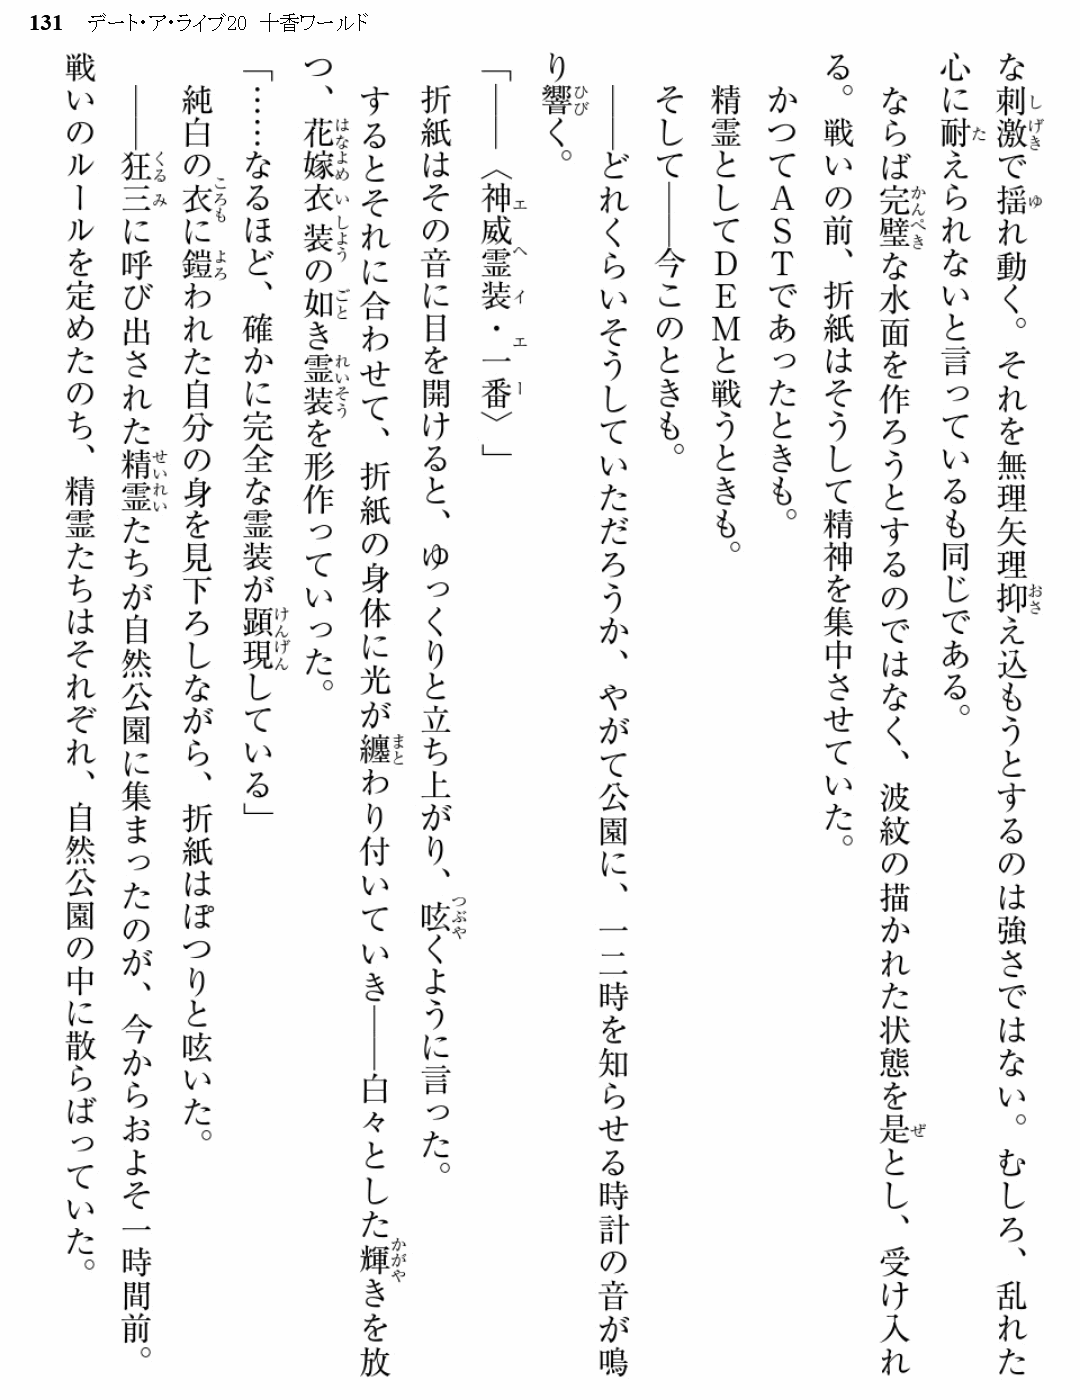 131 デート・ア・ライブ20 十香ワールド
な刺激で揺れ動く。それを無理矢理抑え込もうとするのは強さではない。むしろ、乱れた
心に耐えられないと言っているも同じである。
ならば完璧な水面を作ろうとするのではなく、波紋の描かれた状態を是とし、受け入れ
る。戦いの前、折紙はそうして精神を集中させていた。
かつてＡＳＴであったときも。
精霊としてＤＥＭと戦うときも。
そして――今このときも。
――どれくらいそうしていただろうか、やがて公園に、一二時を知らせる時計の音が鳴
り響く。
「――〈神威霊装・一番〉」
折紙はその音に目を開けると、ゆっくりと立ち上がり、呟くように言った。
するとそれに合わせて、折紙の身体に光が纏わり付いていき――白々とした輝きを放
つ、花嫁衣装の如き霊装を形作っていった。
「……なるほど、確かに完全な霊装が顕現している」
純白の衣に鎧われた自分の身を見下ろしながら、折紙はぽつりと呟いた。
――狂三に呼び出された精霊たちが自然公園に集まったのが、今からおよそ一時間前。
戦いのルールを定めたのち、精霊たちはそれぞれ、自然公園の中に散らばっていた。